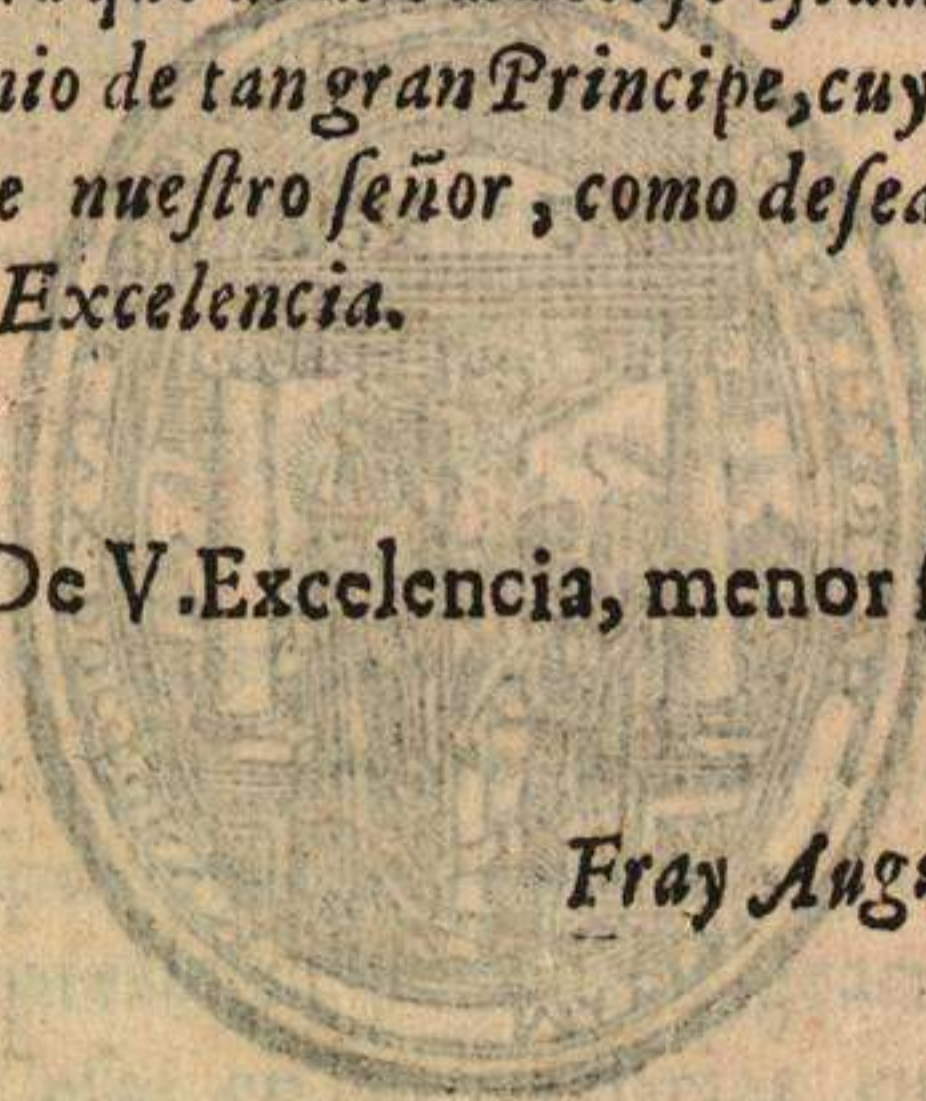 nio de tan gran Principe, cuy
e nueſtro ſeñor, como deſea
Excelencia.
De V. Excelencia, menor
Fray Aug